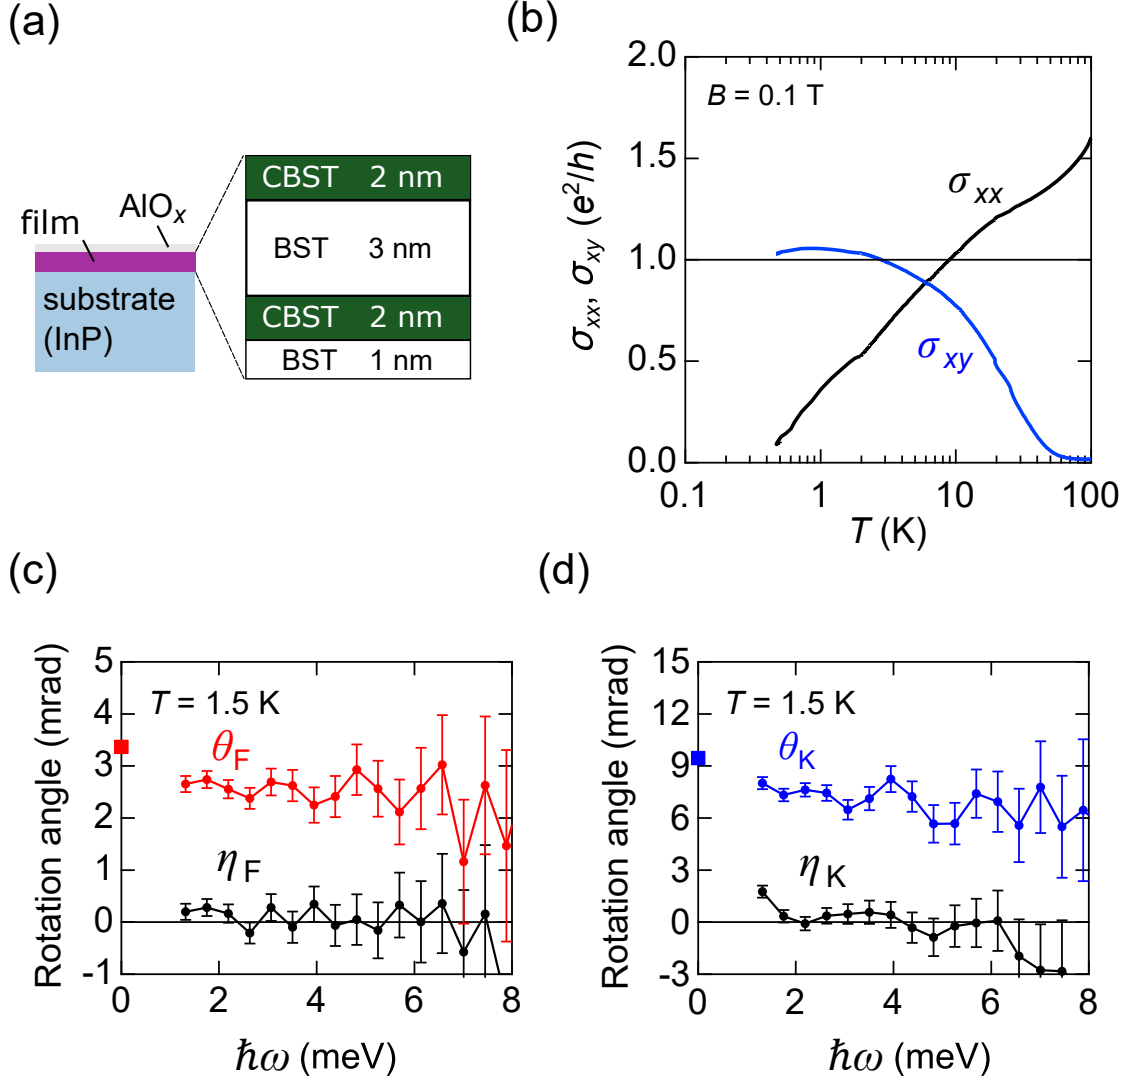 (a)
CBST 2 nm
BST 3 nm
CBST 2 nm
BST 1 nm
AlOx
film
substrate
(InP)
(b)
B = 0.1 T
σxx, σxy (e²/h)
2.0
1.5
1.0
0.5
0.0
σxx
σxy
0.1 1 10 100
T (K)
(c)
Rotation angle (mrad)
5
4
3
2
1
0
-1
T = 1.5 K
θF
ηF
0 2 4 6 8
ħω (meV)
(d)
Rotation angle (mrad)
15
12
9
6
3
0
-3
T = 1.5 K
θK
ηK
0 2 4 6 8
ħω (meV)